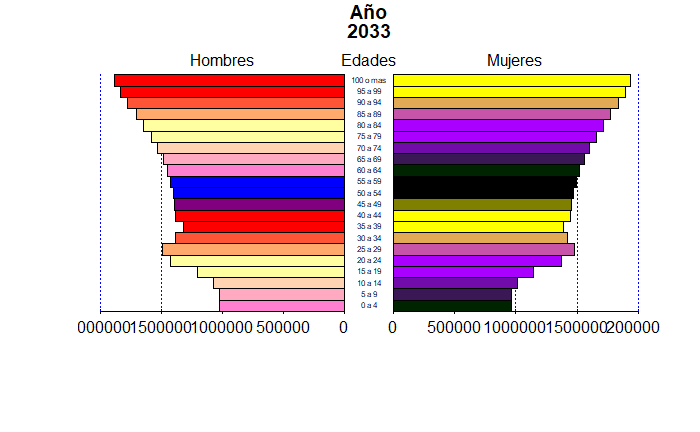 Año
2033
Hombres Edades Mujeres
100 o mas
95 a 99
90 a 94
85 a 89
80 a 84
75 a 79
70 a 74
65 a 69
60 a 64
55 a 59
50 a 54
45 a 49
40 a 44
35 a 39
30 a 34
25 a 29
20 a 24
15 a 19
10 a 14
5 a 9
0 a 4
000000 1500000 1000000 500000 0 0 500000 1000000 1500000 200000